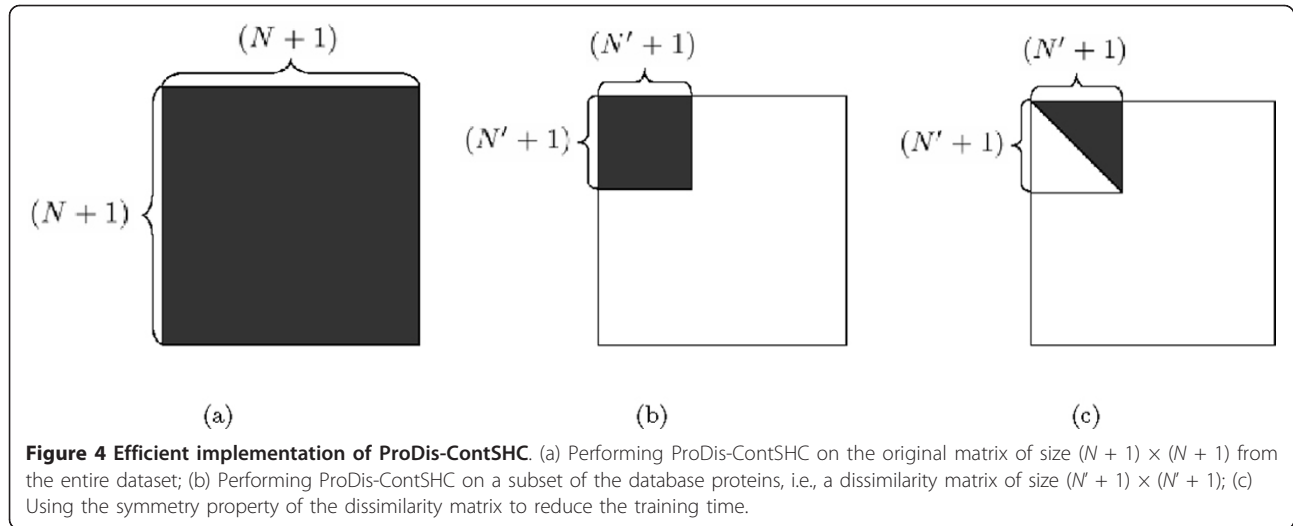 (N + 1)
(N′ + 1)
(N′ + 1)
(N + 1)
(N′ + 1)
(N′ + 1)
(a)
(b)
(c)
Figure 4 Efficient implementation of ProDis-ContSHC. (a) Performing ProDis-ContSHC on the original matrix of size (N + 1) × (N + 1) from
the entire dataset; (b) Performing ProDis-ContSHC on a subset of the database proteins, i.e., a dissimilarity matrix of size (N′ + 1) × (N′ + 1); (c)
Using the symmetry property of the dissimilarity matrix to reduce the training time.